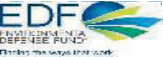 EDF
ENVIRONMENTAL
DEFENSE FUND®
Finding the ways that work